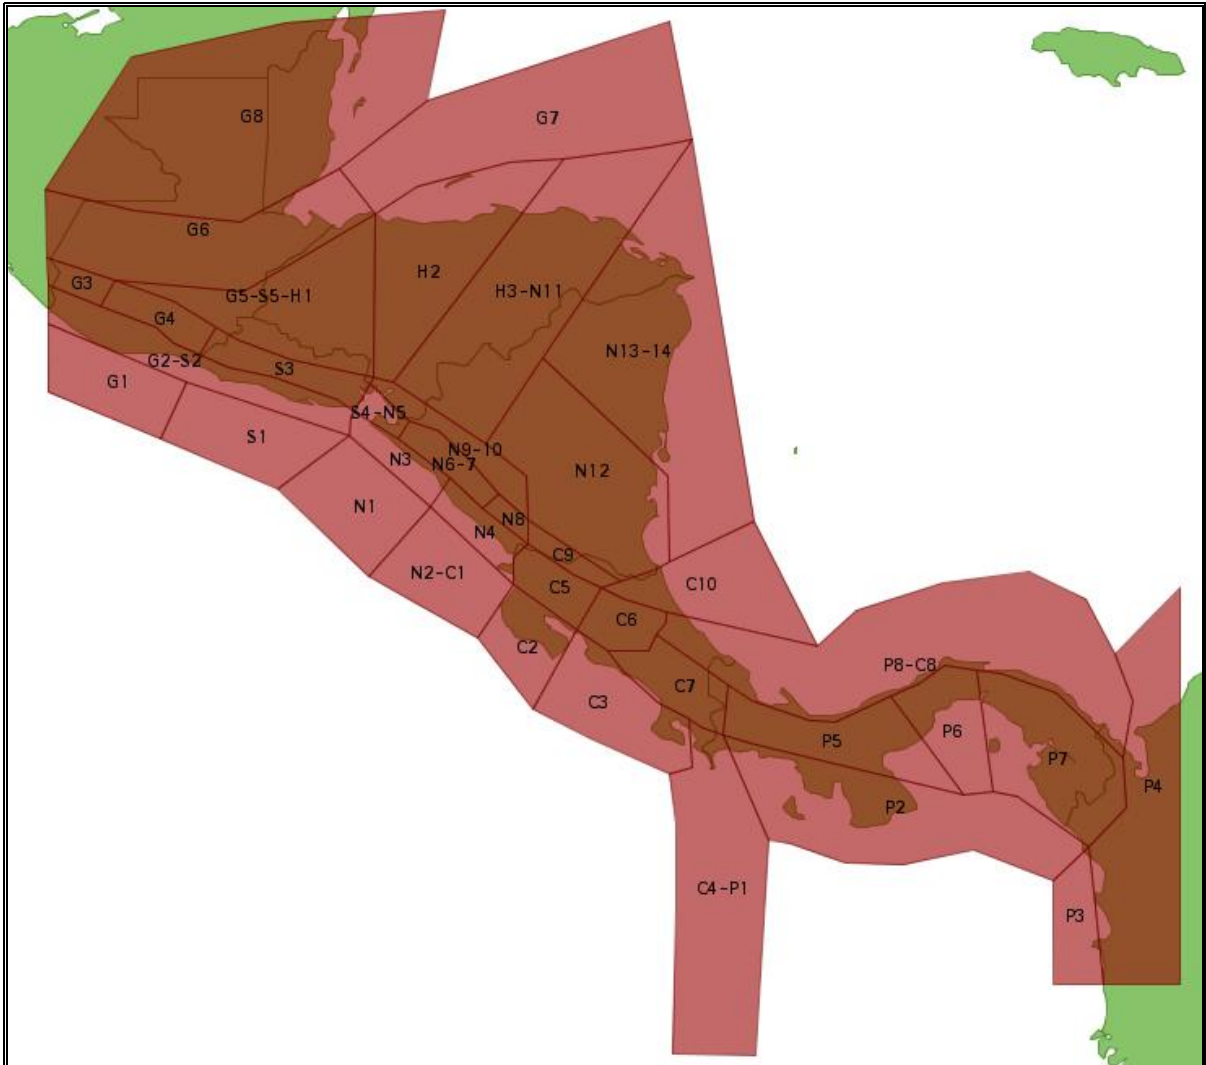 G8
G7
G6
H2
G3
G5-S5-H1
H3-N11
G4
N13-14
G2-S2
S3
G1
S4-N5
S1
N9-10
N3
N6-7
N12
N1
N8
N4
C9
N2-C1
C5
C10
C6
C2
P8-C8
C7
C3
P6
P5
P7
P4
P2
C4-P1
P3